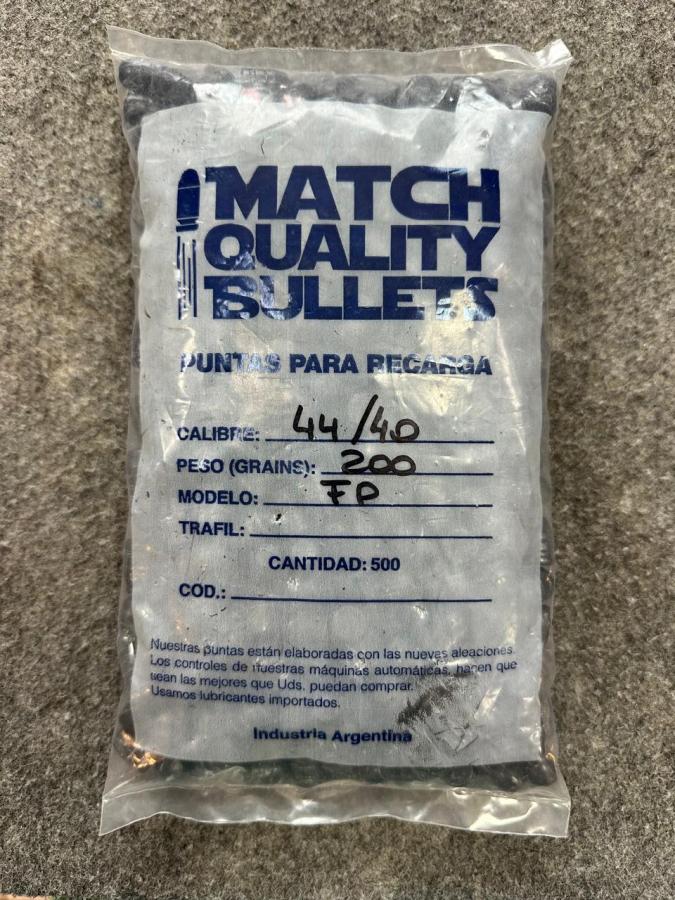 MATCH
QUALITY
BULLETS
PUNTAS PARA RECARGA
CALIBRE: 44/40
PESO (GRAINS): 200
MODELO: FP
TRAFIL:
CANTIDAD: 500
COD.:
Nuestras puntas están elaboradas con las nuevas aleaciones.
Los controles de nuestras máquinas automáticas, hacen que
sean las mejores que Uds. puedan comprar.
Usamos lubricantes importados.
Industria Argentina